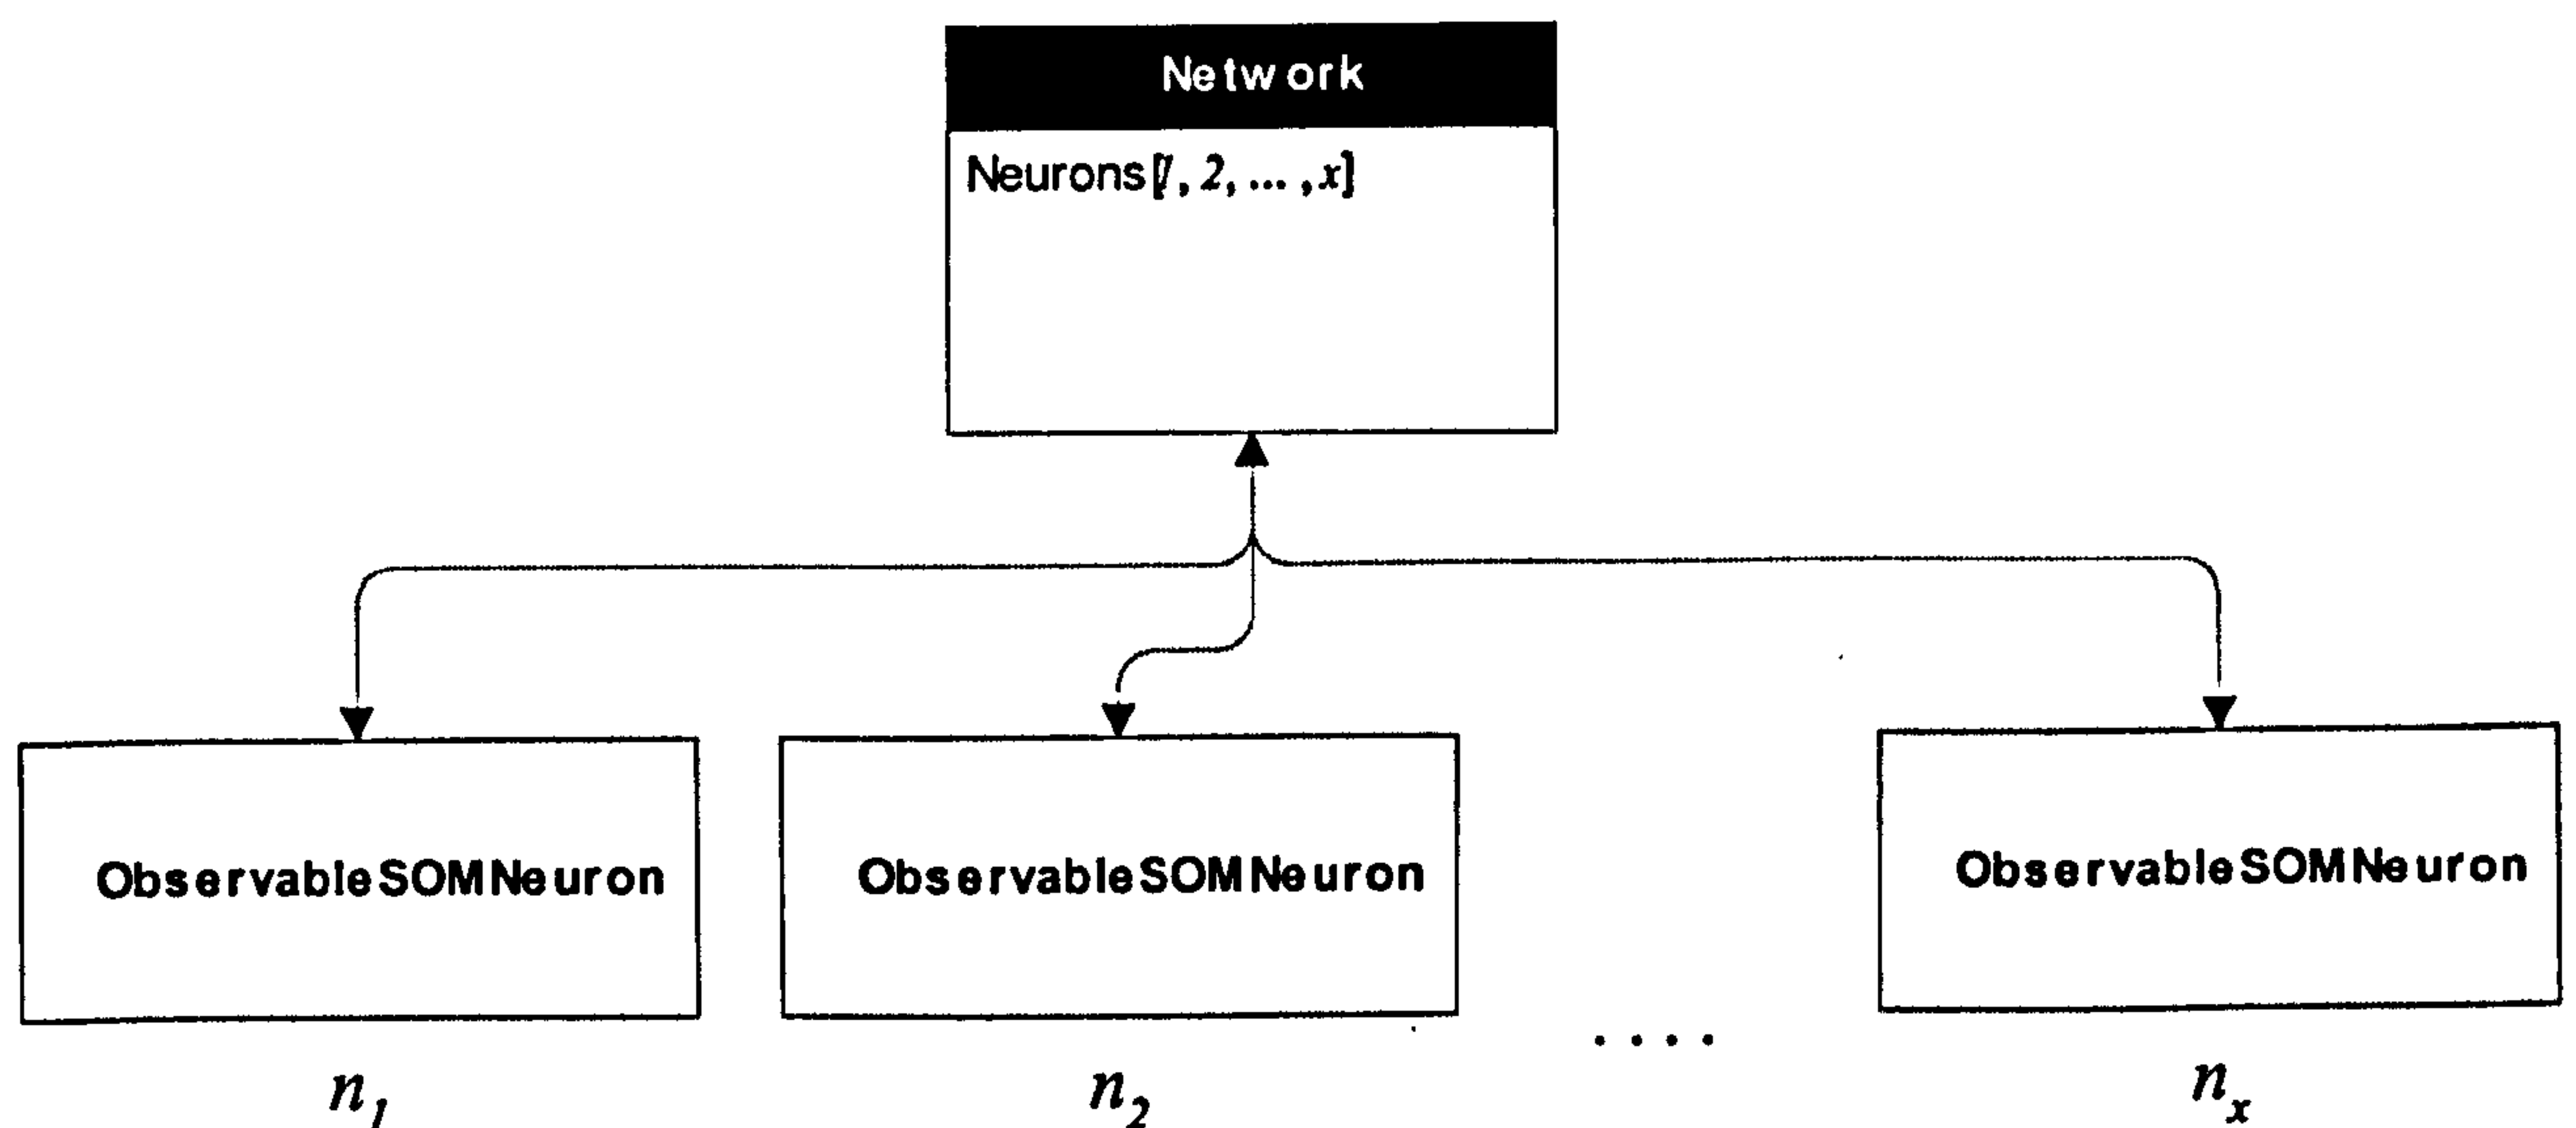 Network
Neurons[1, 2, ... , x]
ObservableSOMNeuron ObservableSOMNeuron ObservableSOMNeuron
....
n1 n2 nx